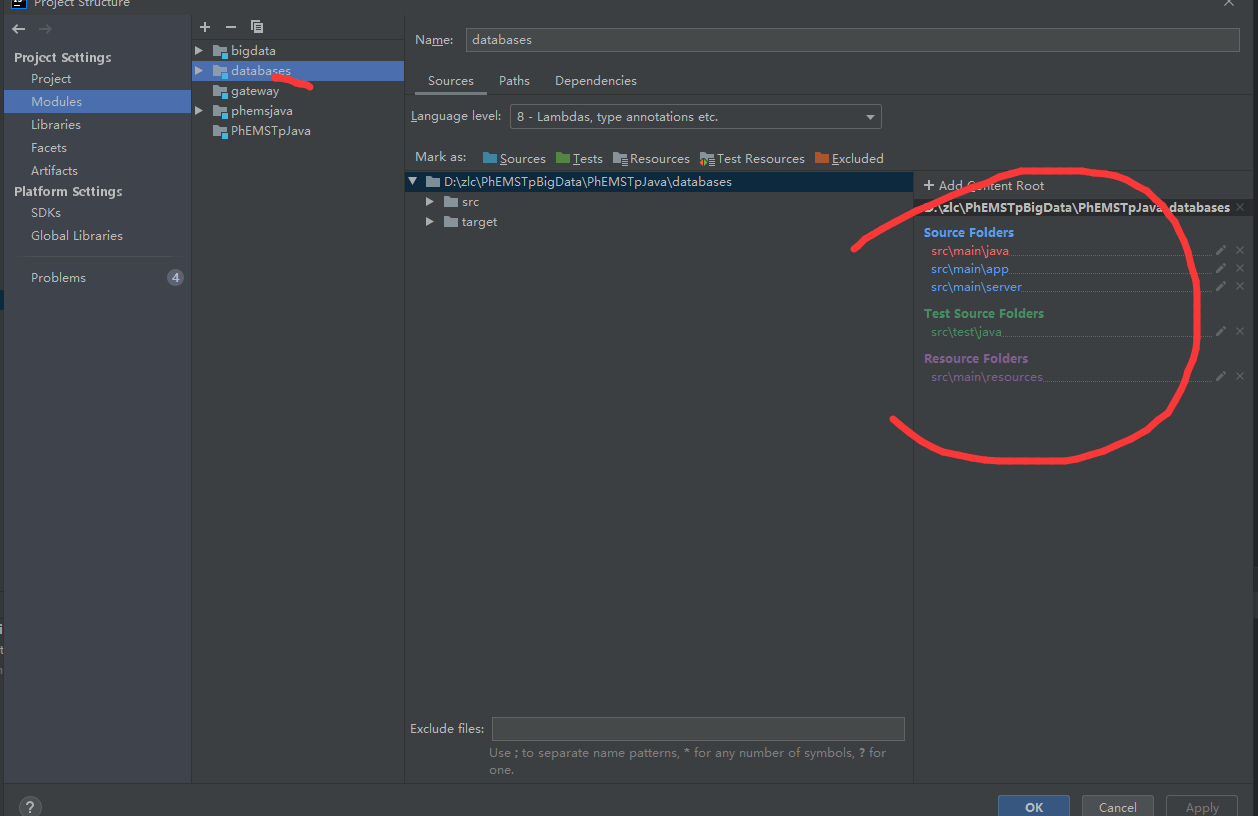 Project Structure
Project Settings
Project
Modules
Libraries
Facets
Artifacts
Platform Settings
SDKs
Global Libraries
Problems 4
bigdata
databases
gateway
phemsjava
PhEMSTpJava
Name: databases
Sources Paths Dependencies
Language level: 8 - Lambdas, type annotations etc.
Mark as: Sources Tests Resources Test Resources Excluded
D:\zlc\PhEMSTpBigData\PhEMSTpJava\databases
src
target
+ Add Content Root
D:\zlc\PhEMSTpBigData\PhEMSTpJava\databases
Source Folders
src\main\java
src\main\app
src\main\server
Test Source Folders
src\test\java
Resource Folders
src\main\resources
Exclude files:
Use ; to separate name patterns, * for any number of symbols, ? for
one.
?
OK Cancel Apply